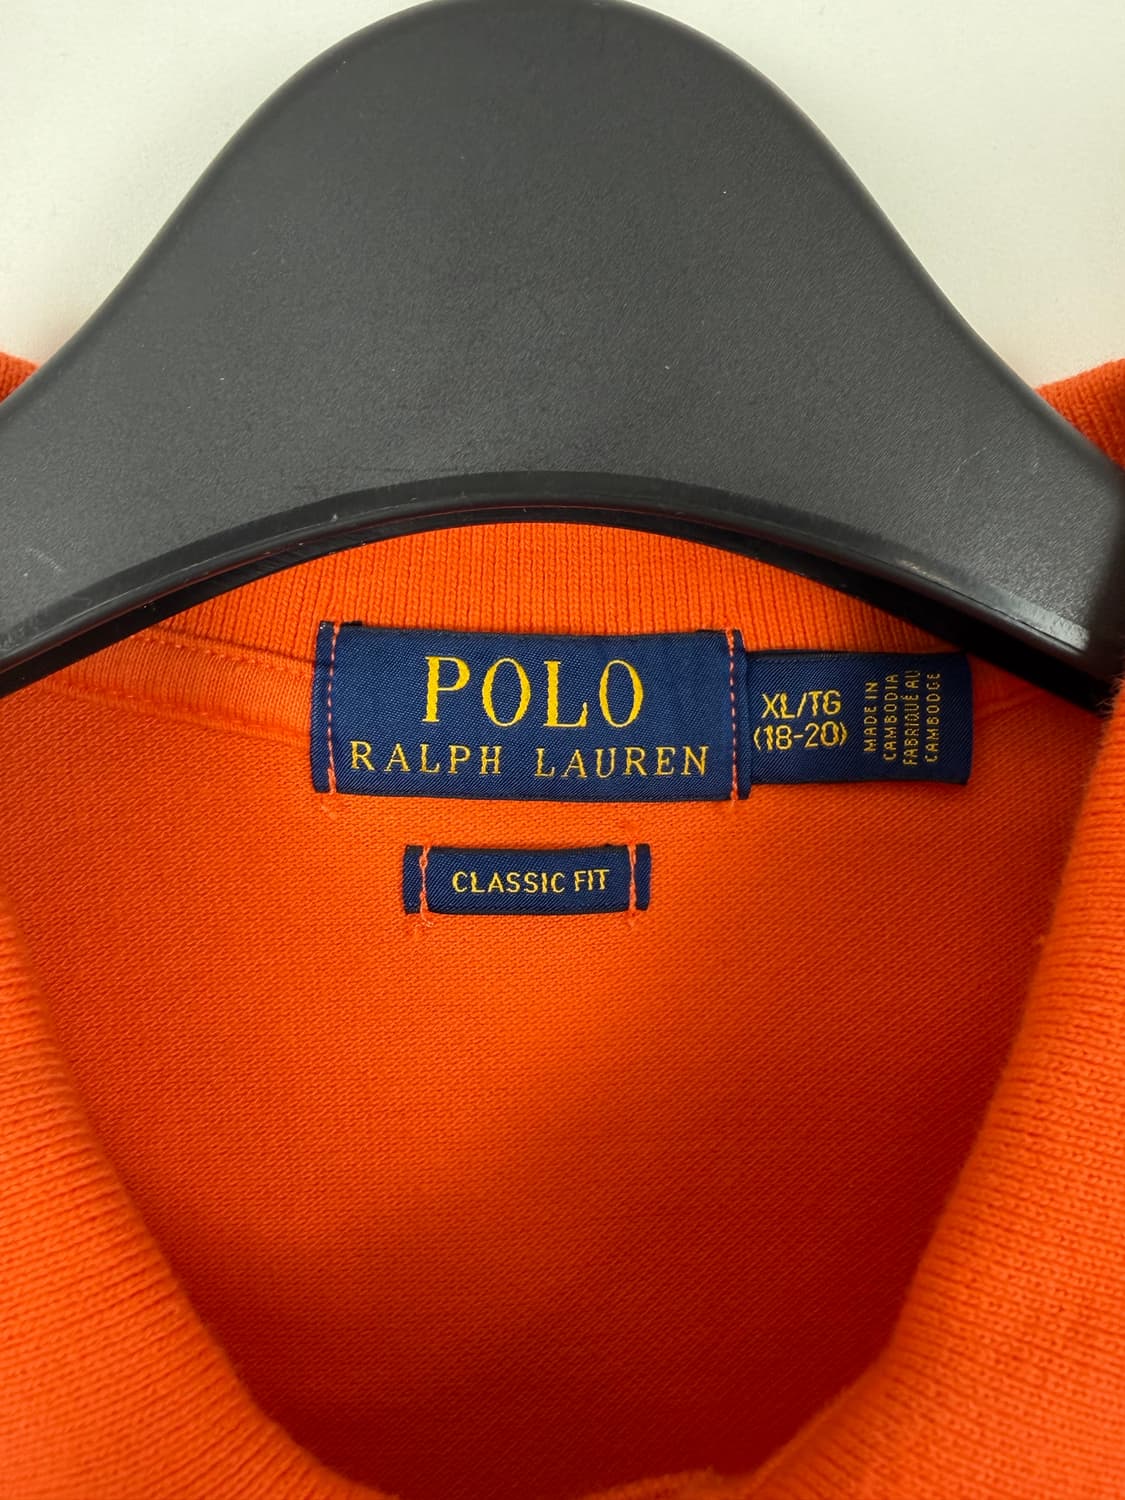 POLO
RALPH LAUREN
XL/TG
(18-20)
MADE IN
CAMBODIA
FABRIQUÉ AU
CAMBODGE
CLASSIC FIT